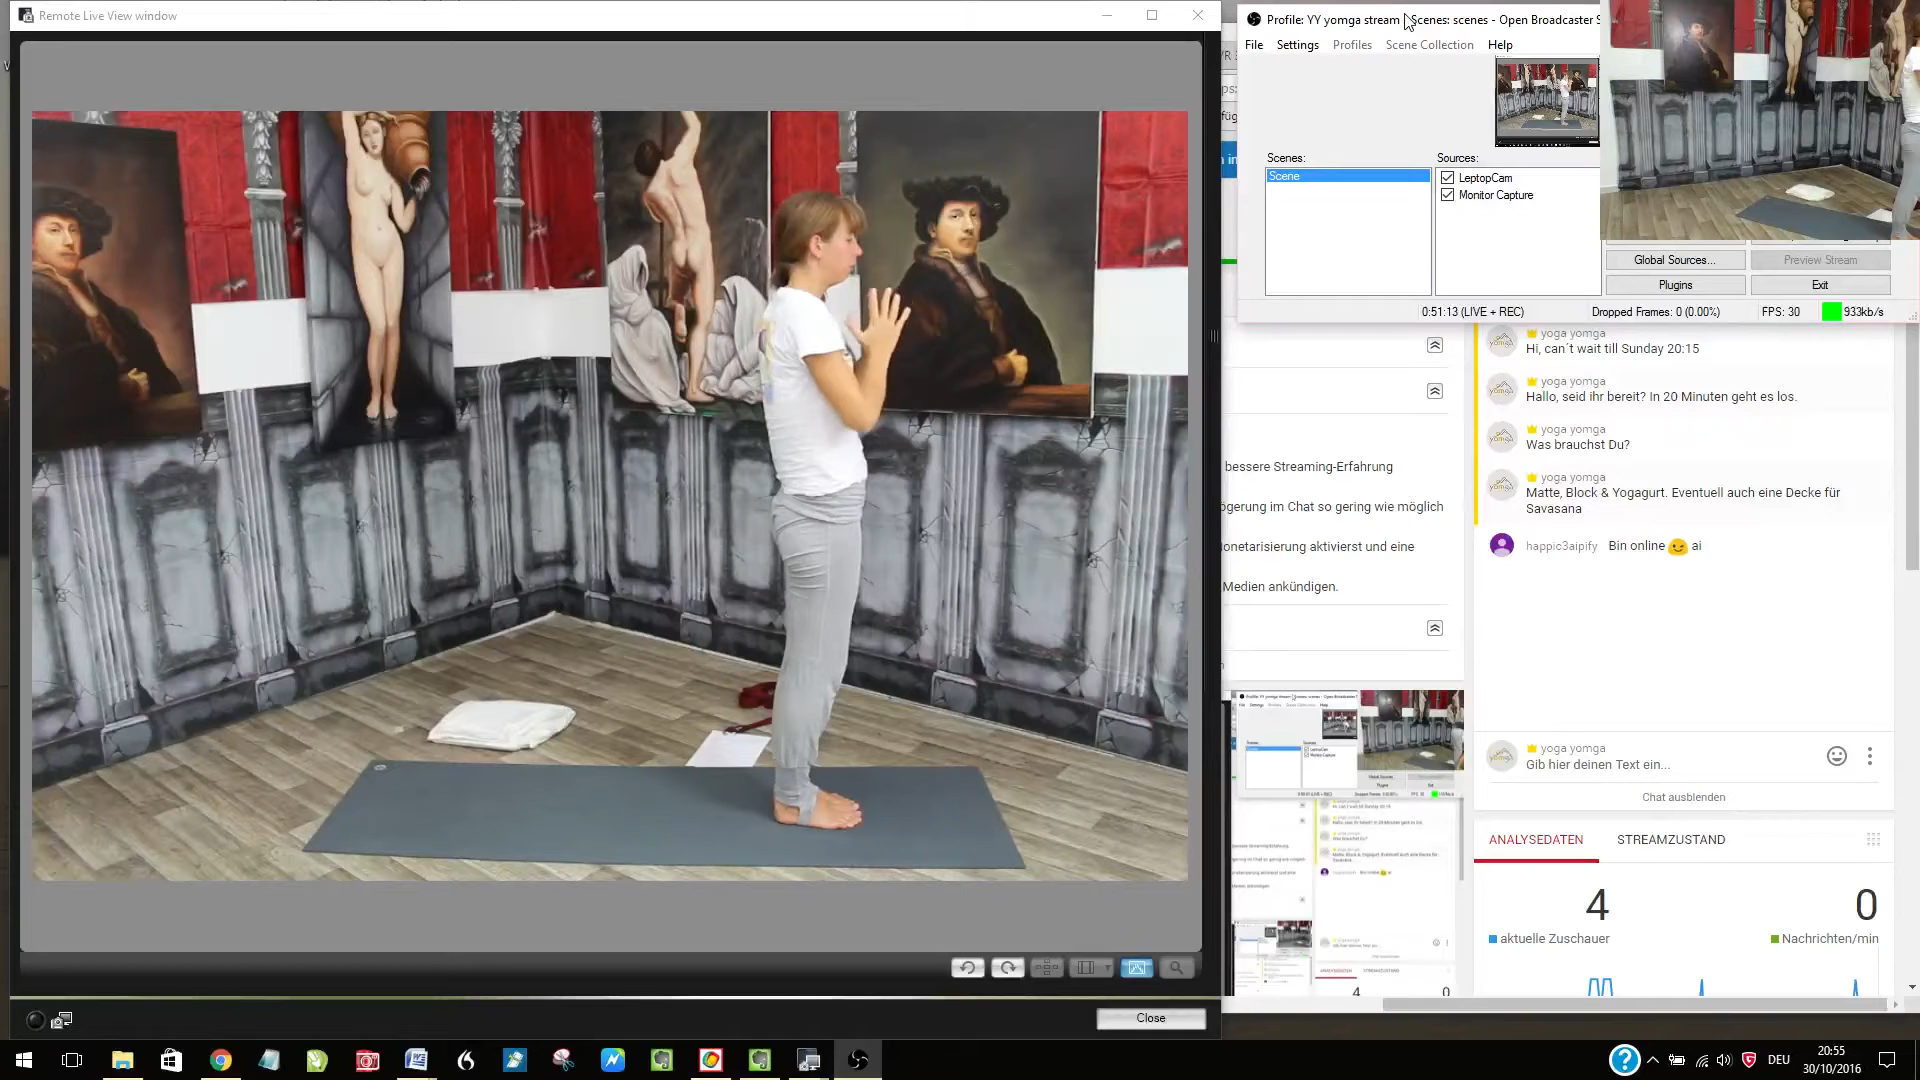 Remote Live View window
Profile: YY yomga stream
Scenes: scenes - Open Broadcaster S
File Settings Profiles Scene Collection Help
Scenes:
Sources:
Scene
LeptopCam
Monitor Capture
Global Sources...
Preview Stream
Plugins
Exit
0:51:13 (LIVE + REC)
Dropped Frames: 0 (0.00%)
FPS: 30
933kb/s
yoga yomga
Hi, can´t wait till Sunday 20:15
yoga yomga
Hallo, seid ihr bereit? In 20 Minuten geht es los.
yoga yomga
Was brauchst Du?
yoga yomga
Matte, Block & Yogagurt. Eventuell auch eine Decke für
Savasana
happic3aipify Bin online 😉 ai
bessere Streaming-Erfahrung
ögerung im Chat so gering wie möglich
onetarisierung aktivierst und eine
Medien ankündigen.
yoga yomga
Gib hier deinen Text ein...
Chat ausblenden
ANALYSEDATEN STREAMZUSTAND
4
0
aktuelle Zuschauer
Nachrichten/min
Close
DEU
20:55
30/10/2016